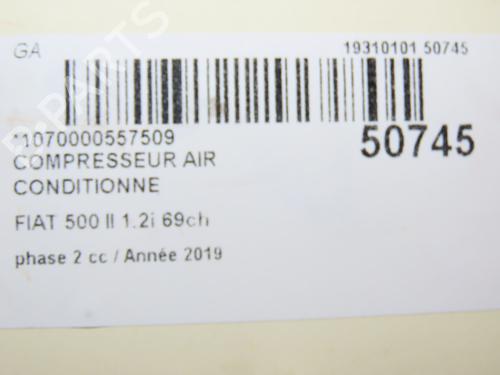 GA
19310101 50745
*1070000557509
50745
COMPRESSEUR AIR
CONDITIONNE
FIAT 500 II 1.2i 69ch
phase 2 cc / Année 2019